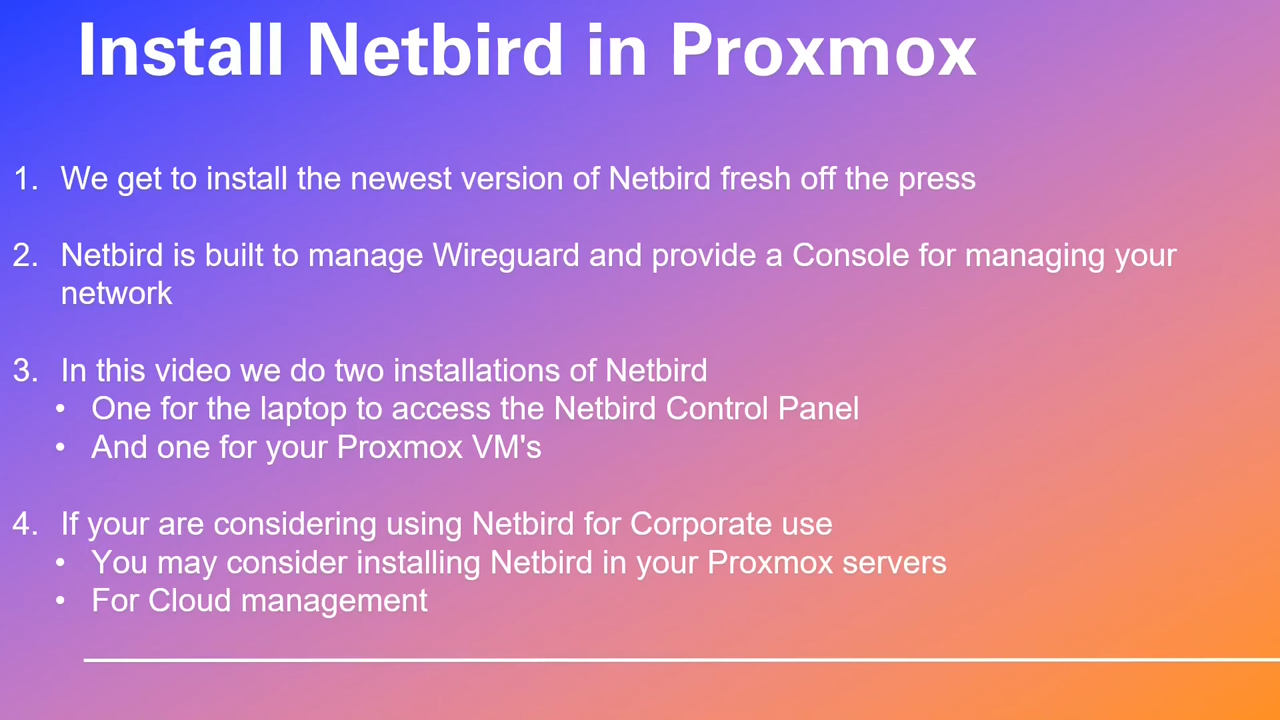 Install Netbird in Proxmox
1. We get to install the newest version of Netbird fresh off the press
2. Netbird is built to manage Wireguard and provide a Console for managing your
network
3. In this video we do two installations of Netbird
• One for the laptop to access the Netbird Control Panel
• And one for your Proxmox VM's
4. If your are considering using Netbird for Corporate use
• You may consider installing Netbird in your Proxmox servers
• For Cloud management